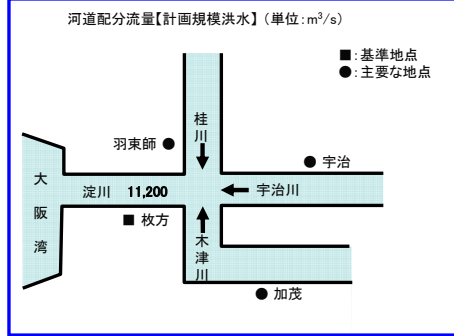 河道配分流量【計画規模洪水】(単位:m³/s)
■:基準地点
●:主要な地点
桂川
羽束師 ●
● 宇治
大阪湾
淀川 11,200
宇治川
■ 枚方
木津川
● 加茂